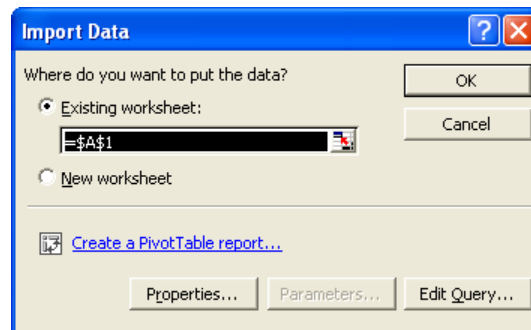 Import Data
Where do you want to put the data?
Existing worksheet:
=$A$1
New worksheet
Create a PivotTable report...
Properties... Parameters... Edit Query...
OK
Cancel